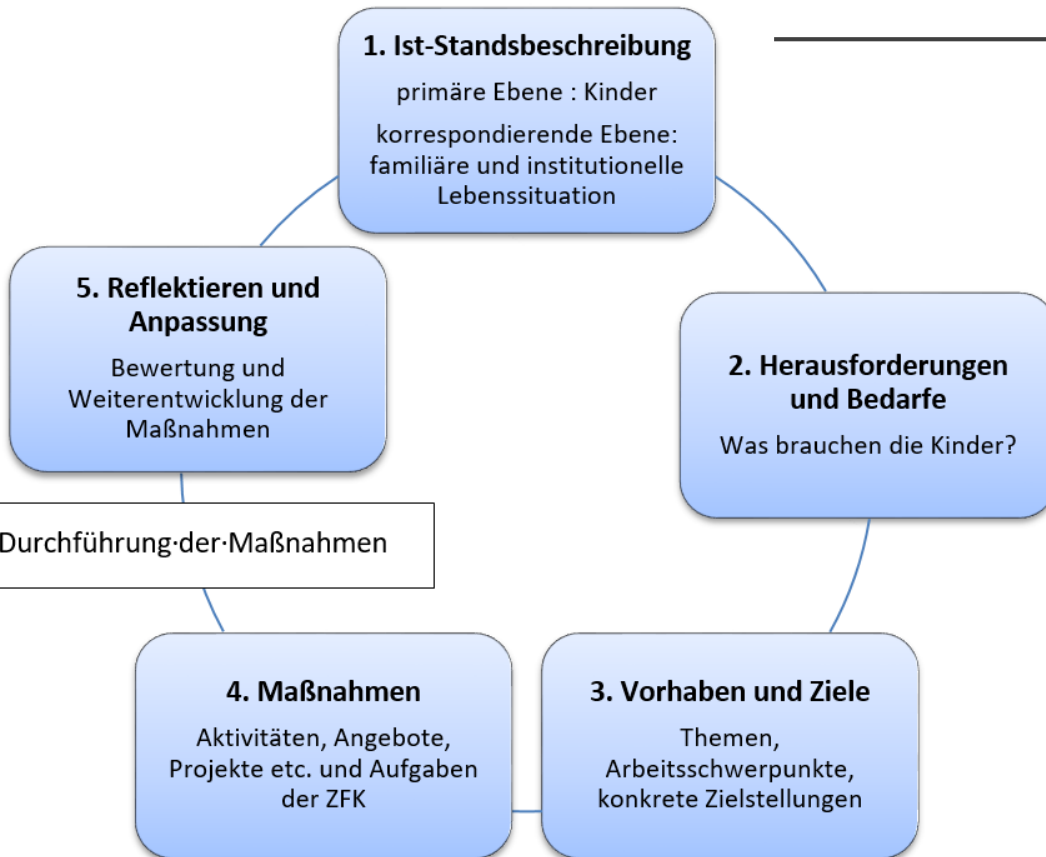 1. Ist-Standsbeschreibung
primäre Ebene : Kinder
korrespondierende Ebene:
familiäre und institutionelle
Lebenssituation
2. Herausforderungen
und Bedarfe
Was brauchen die Kinder?
3. Vorhaben und Ziele
Themen,
Arbeitsschwerpunkte,
konkrete Zielstellungen
4. Maßnahmen
Aktivitäten, Angebote,
Projekte etc. und Aufgaben
der ZFK
Durchführung·der·Maßnahmen
5. Reflektieren und
Anpassung
Bewertung und
Weiterentwicklung der
Maßnahmen